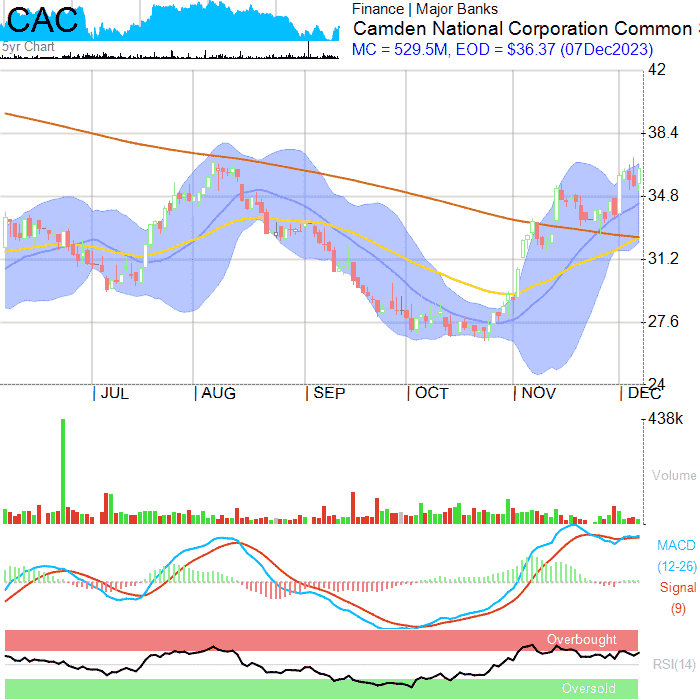 CAC
5yr Chart
Finance | Major Banks
Camden National Corporation Common
MC = 529.5M, EOD = $36.37 (07Dec2023)
42
38.4
34.8
31.2
27.6
24
JUL AUG SEP OCT NOV DEC
438k
Volume
MACD
(12-26)
Signal
(9)
Overbought
RSI(14)
Oversold